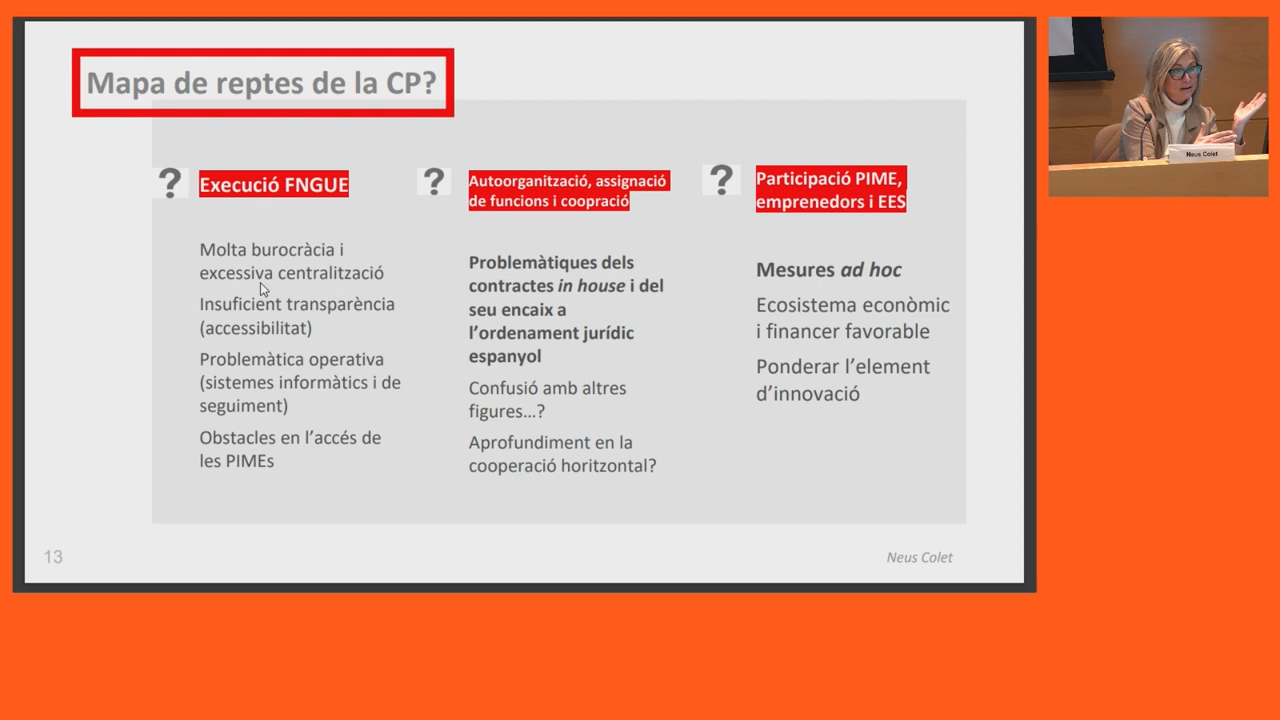 Mapa de reptes de la CP?
?
Execució FNGUE
Molta burocràcia i
excessiva centralització
Insuficient transparència
(accessibilitat)
Problemàtica operativa
(sistemes informàtics i de
seguiment)
Obstacles en l’accés de
les PIMEs
?
Autoorganització, assignació
de funcions i coopració
Problemàtiques dels
contractes in house i del
seu encaix a
l’ordenament jurídic
espanyol
Confusió amb altres
figures…?
Aprofundiment en la
cooperació horitzontal?
?
Participació PIME,
emprenedors i EES
Mesures ad hoc
Ecosistema econòmic
i financer favorable
Ponderar l’element
d’innovació
13
Neus Colet
Neus Colet